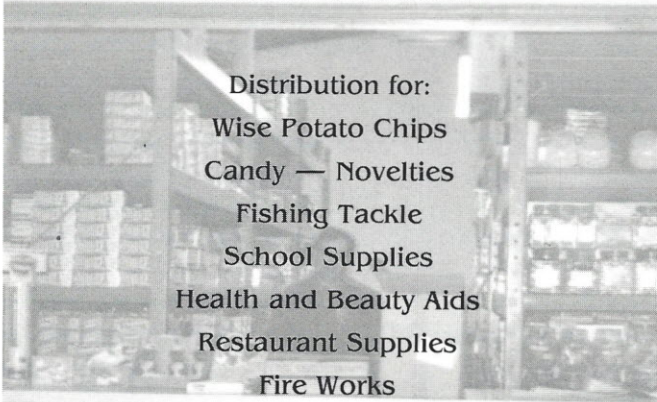 Distribution for:
Wise Potato Chips
Candy — Novelties
Fishing Tackle
School Supplies
Health and Beauty Aids
Restaurant Supplies
Fire Works